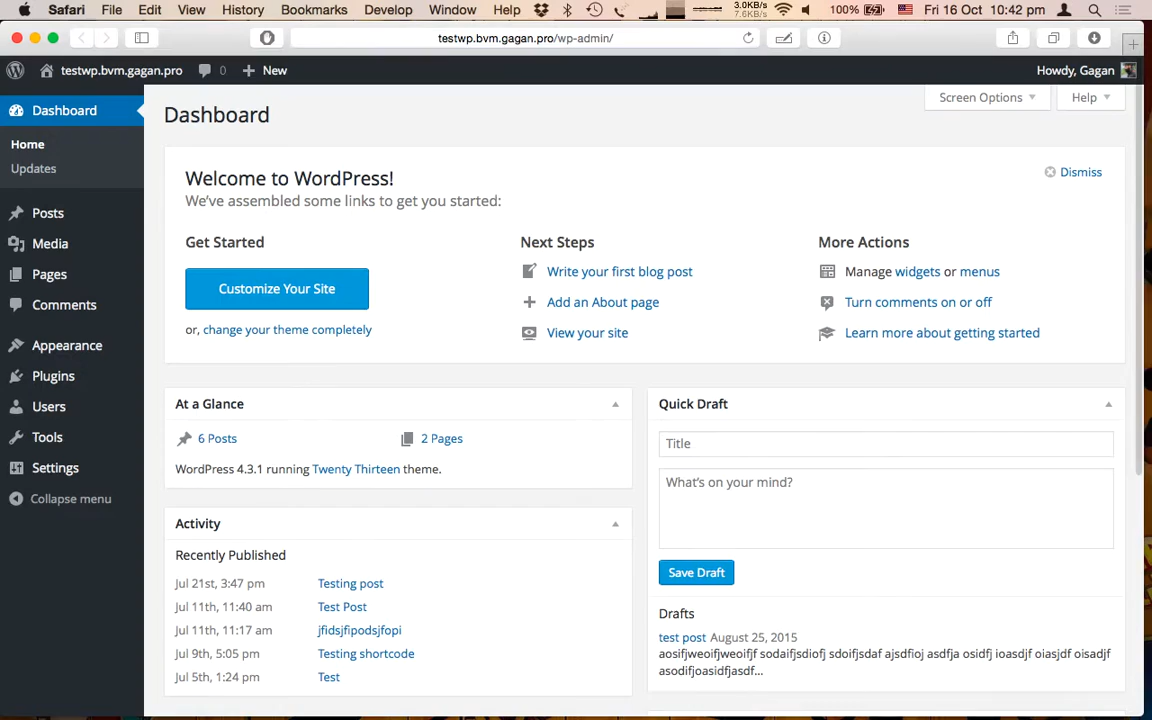 Safari File Edit View History Bookmarks Develop Window Help 3.0KB/s 7.6KB/s 100% Fri 16 Oct 10:42 pm
testwp.bvm.gagan.pro/wp-admin/
testwp.bvm.gagan.pro 0 New Howdy, Gagan
Dashboard
Home
Updates
Posts
Media
Pages
Comments
Appearance
Plugins
Users
Tools
Settings
Collapse menu
Screen Options Help
Dashboard
Welcome to WordPress!
Dismiss
We've assembled some links to get you started:
Get Started
Customize Your Site
or, change your theme completely
Next Steps
Write your first blog post
Add an About page
View your site
More Actions
Manage widgets or menus
Turn comments on or off
Learn more about getting started
At a Glance
6 Posts 2 Pages
WordPress 4.3.1 running Twenty Thirteen theme.
Activity
Recently Published
Jul 21st, 3:47 pm Testing post
Jul 11th, 11:40 am Test Post
Jul 11th, 11:17 am jfidsjfipodsjfopi
Jul 9th, 5:05 pm Testing shortcode
Jul 5th, 1:24 pm Test
Quick Draft
Title
What's on your mind?
Save Draft
Drafts
test post August 25, 2015
aosifjweoifjweoifjf sodaifjsdiofj sdoifjsdaf ajsdfioj asdfja osidfj ioasdjf oiasjdf oisadjf
asodifjoasidfjasdf...